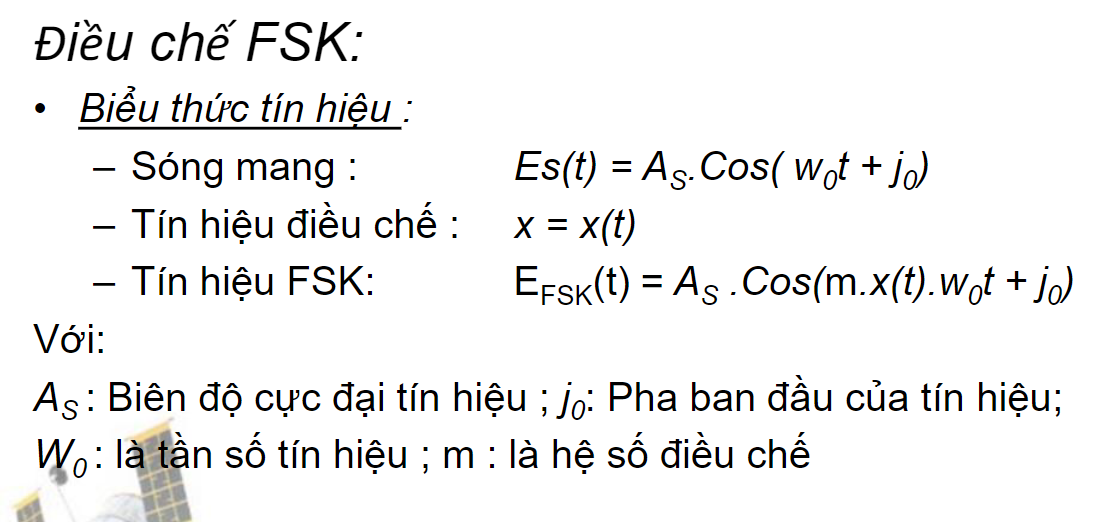 Điều chế FSK:
• Biểu thức tín hiệu :
– Sóng mang : Es(t) = A_S.Cos( w_0t + j_0)
– Tín hiệu điều chế : x = x(t)
– Tín hiệu FSK: E_FSK(t) = A_S .Cos(m.x(t).w_0t + j_0)
Với:
A_S : Biên độ cực đại tín hiệu ; j_0: Pha ban đầu của tín hiệu;
W_0 : là tần số tín hiệu ; m : là hệ số điều chế